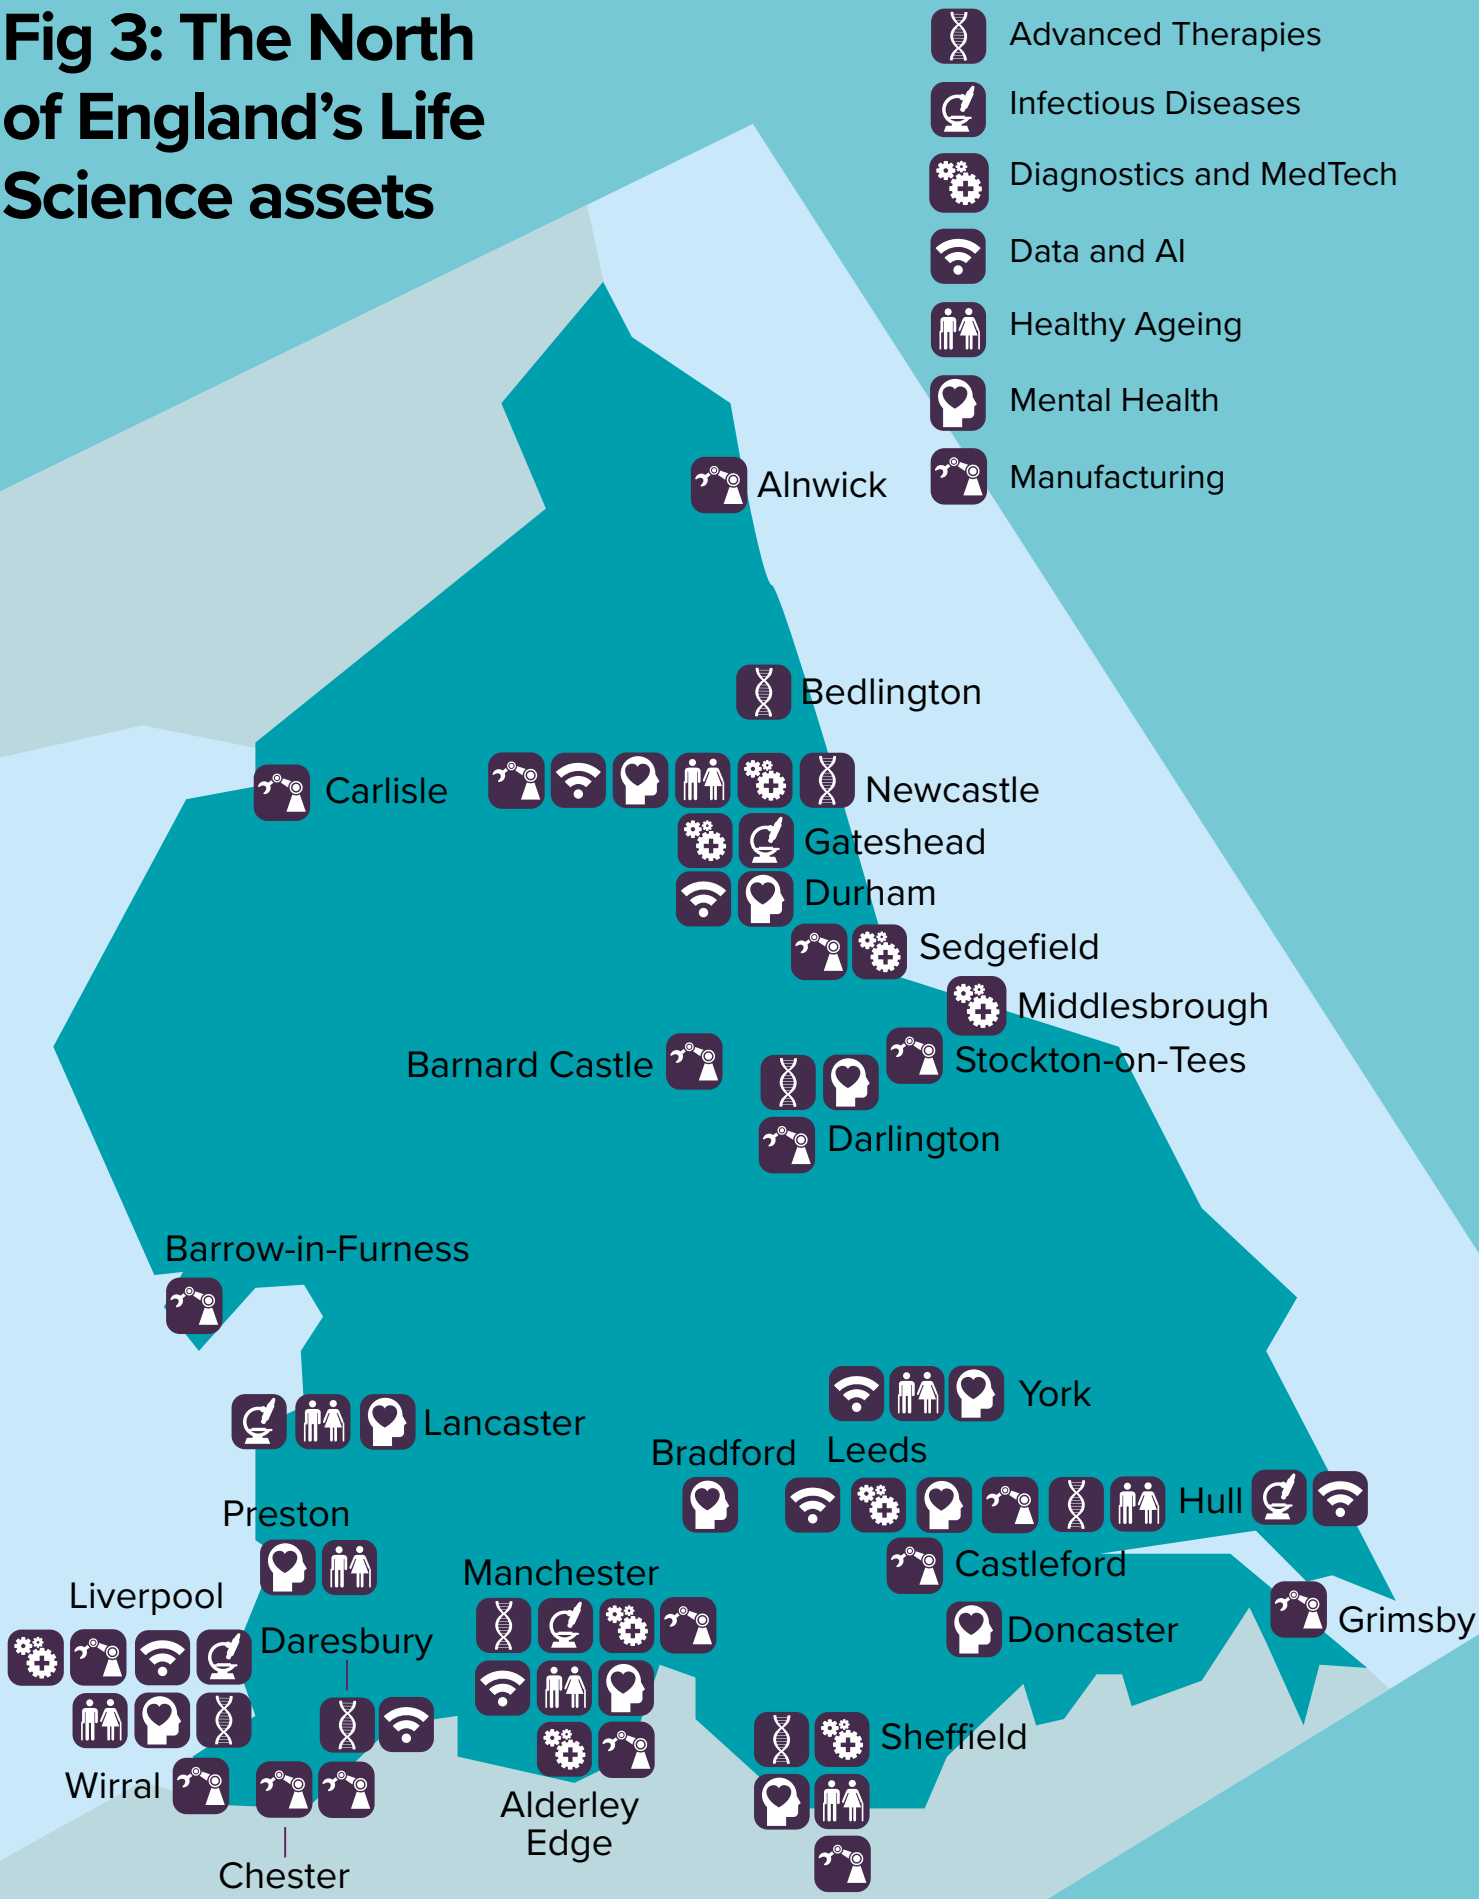 Fig 3: The North
of England’s Life
Science assets
Advanced Therapies
Infectious Diseases
Diagnostics and MedTech
Data and AI
Healthy Ageing
Mental Health
Manufacturing
Alnwick
Bedlington
Carlisle
Newcastle
Gateshead
Durham
Sedgefield
Middlesbrough
Barnard Castle
Stockton-on-Tees
Darlington
Barrow-in-Furness
York
Lancaster
Bradford
Leeds
Hull
Preston
Castleford
Manchester
Liverpool
Grimsby
Doncaster
Daresbury
Sheffield
Wirral
Alderley
Edge
Chester